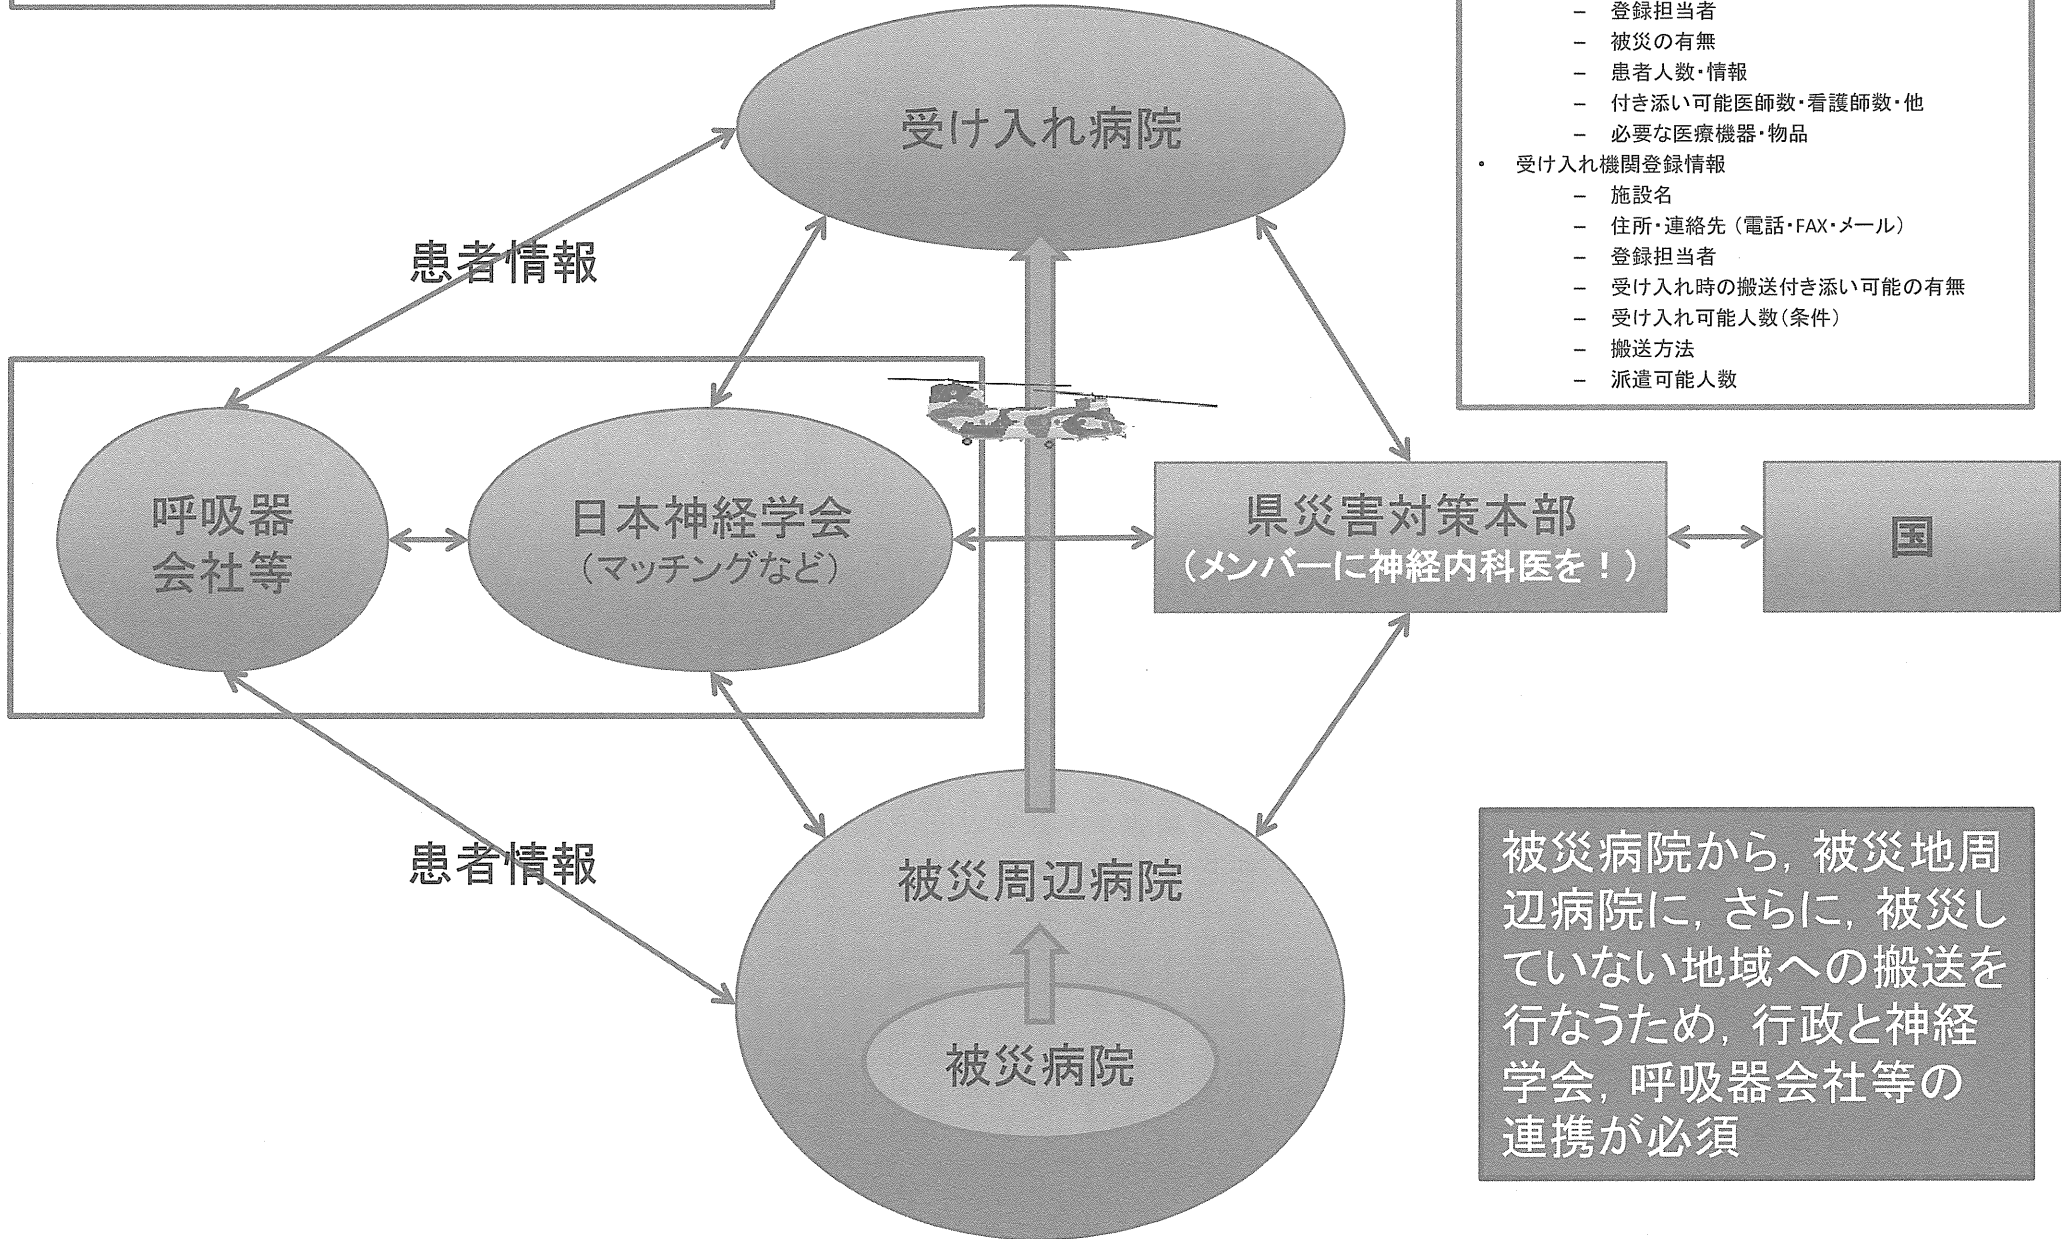 – 登録担当者
– 被災の有無
– 患者人数・情報
– 付き添い可能医師数・看護師数・他
– 必要な医療機器・物品
• 受け入れ機関登録情報
– 施設名
– 住所・連絡先（電話・FAX・メール）
– 登録担当者
– 受け入れ時の搬送付き添い可能の有無
– 受け入れ可能人数（条件）
– 搬送方法
– 派遣可能人数
受け入れ病院
患者情報
呼吸器
会社等
日本神経学会
（マッチングなど）
県災害対策本部
（メンバーに神経内科医を！）
国
患者情報
被災周辺病院
被災病院
被災病院から，被災地周
辺病院に，さらに，被災し
ていない地域への搬送を
行なうため，行政と神経
学会，呼吸器会社等の
連携が必須